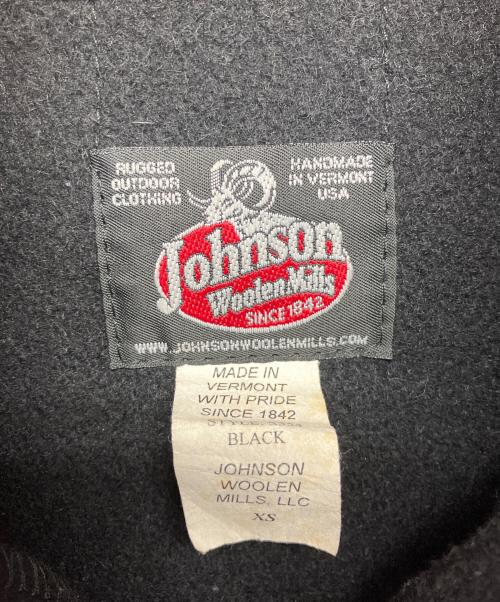 RUGGED
OUTDOOR
CLOTHING
HANDMADE
IN VERMONT
USA
Johnson
Woolen Mills
SINCE 1842
WWW.JOHNSONWOOLENMILLS.COM
MADE IN
VERMONT
WITH PRIDE
SINCE 1842
BLACK
JOHNSON
WOOLEN
MILLS, LLC
XS